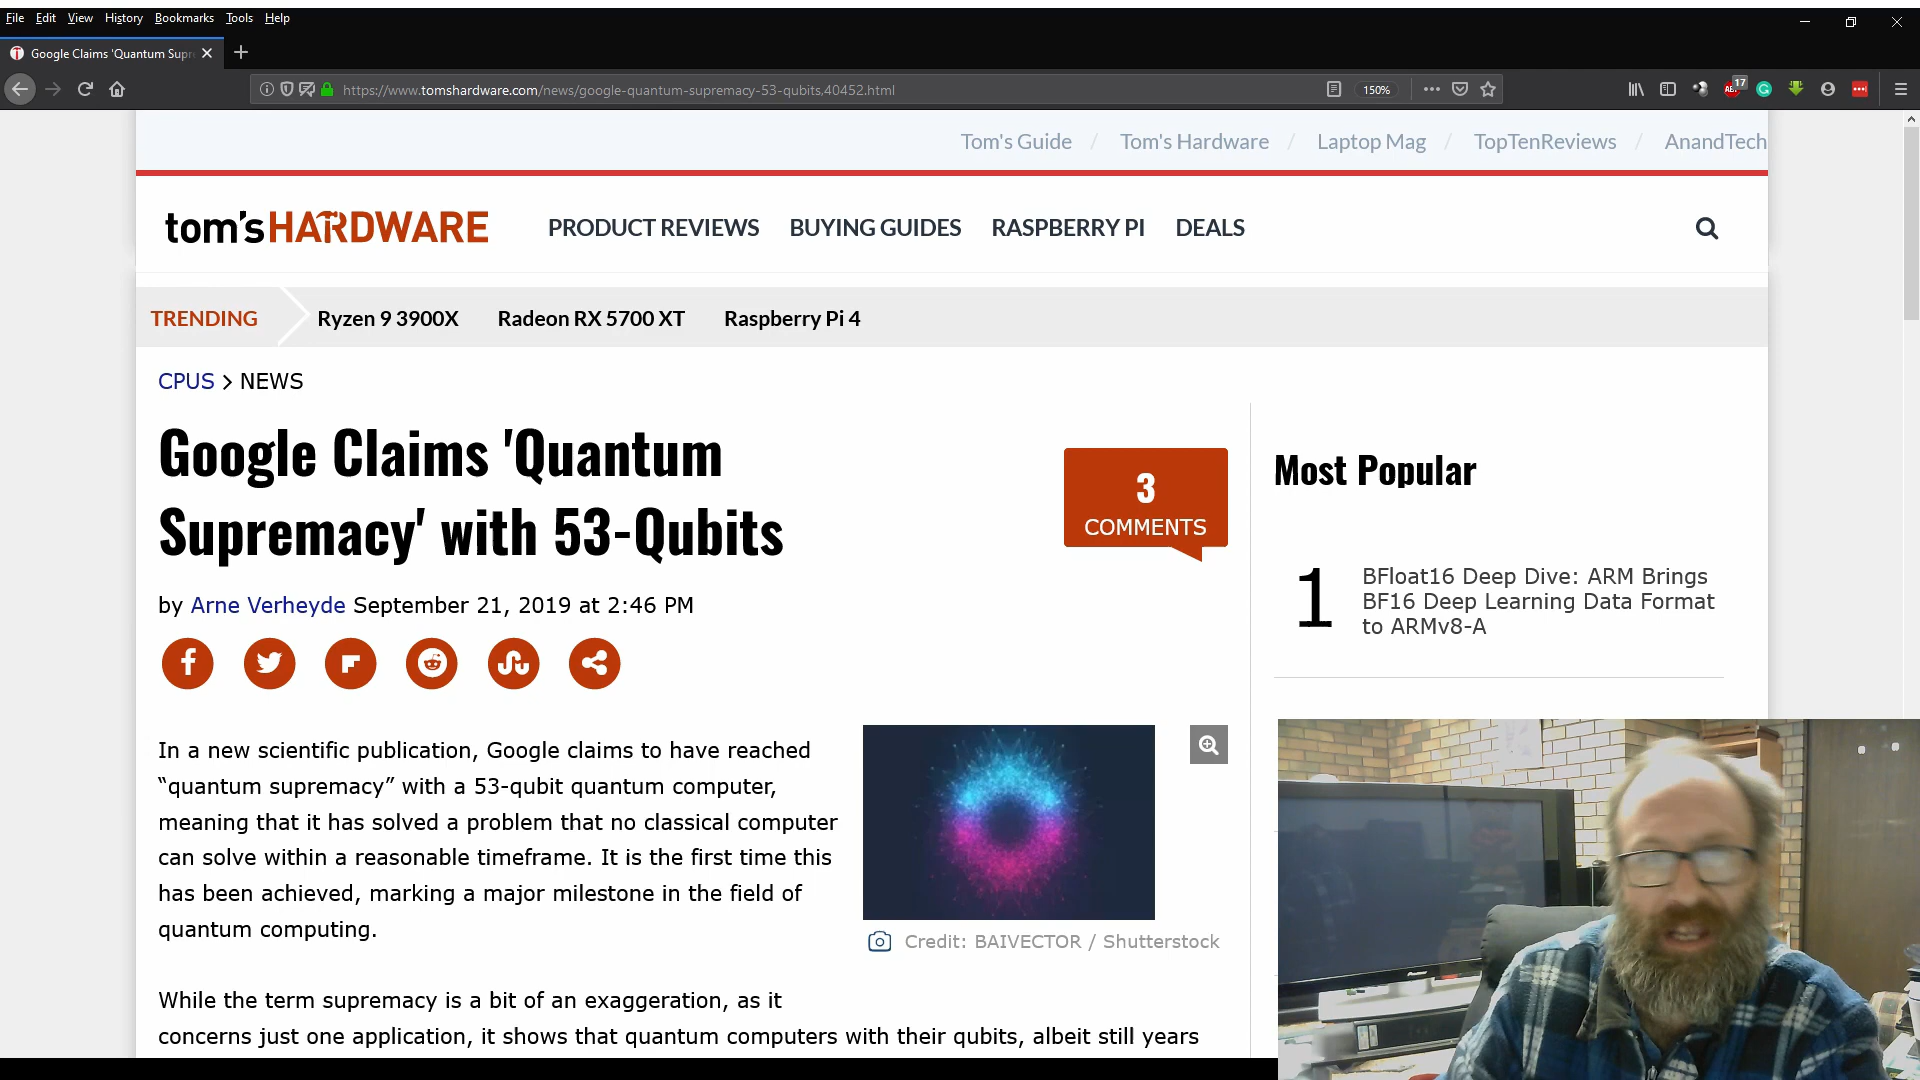 File Edit View History Bookmarks Tools Help
Google Claims 'Quantum Supr
https://www.tomshardware.com/news/google-quantum-supremacy-53-qubits,40452.html
150%
17
Tom's Guide / Tom's Hardware / Laptop Mag / TopTenReviews / AnandTech
tom'sHARDWARE
PRODUCT REVIEWS BUYING GUIDES RASPBERRY PI DEALS
TRENDING Ryzen 9 3900X Radeon RX 5700 XT Raspberry Pi 4
CPUS > NEWS
Google Claims 'Quantum
Supremacy' with 53-Qubits
3
COMMENTS
by Arne Verheyde September 21, 2019 at 2:46 PM
In a new scientific publication, Google claims to have reached
“quantum supremacy” with a 53-qubit quantum computer,
meaning that it has solved a problem that no classical computer
can solve within a reasonable timeframe. It is the first time this
has been achieved, marking a major milestone in the field of
quantum computing.
Credit: BAIVECTOR / Shutterstock
While the term supremacy is a bit of an exaggeration, as it
concerns just one application, it shows that quantum computers with their qubits, albeit still years
Most Popular
1
BFloat16 Deep Dive: ARM Brings
BF16 Deep Learning Data Format
to ARMv8-A